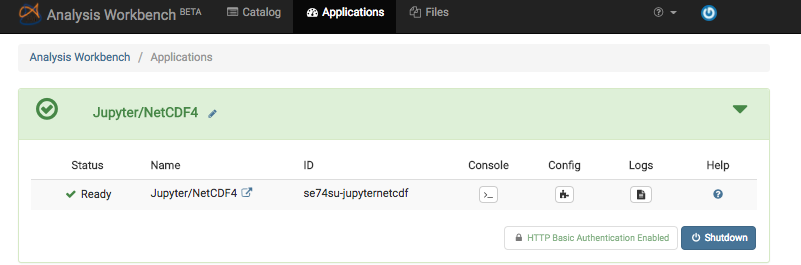 Analysis Workbench BETA Catalog Applications Files
Analysis Workbench / Applications
Jupyter/NetCDF4
Status Name ID Console Config Logs Help
Ready Jupyter/NetCDF4 se74su-jupyternetcdf >_
HTTP Basic Authentication Enabled Shutdown